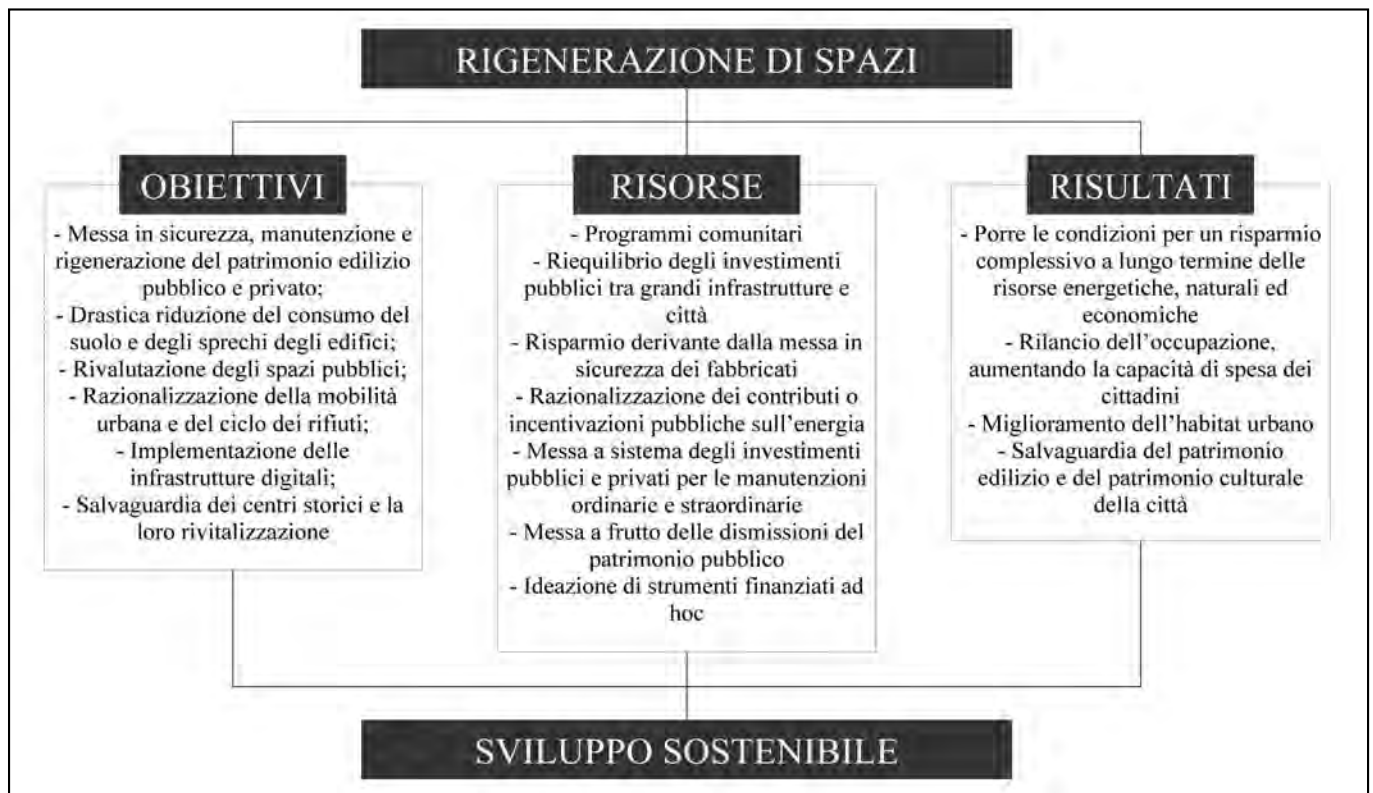 RIGENERAZIONE DI SPAZI
OBIETTIVI
- Messa in sicurezza, manutenzione e
rigenerazione del patrimonio edilizio
pubblico e privato;
- Drastica riduzione del consumo del
suolo e degli sprechi degli edifici;
- Rivalutazione degli spazi pubblici;
- Razionalizzazione della mobilità
urbana e del ciclo dei rifiuti;
- Implementazione delle
infrastrutture digitali;
- Salvaguardia dei centri storici e la
loro rivitalizzazione
RISORSE
- Programmi comunitari
- Riequilibrio degli investimenti
pubblici tra grandi infrastrutture e
città
- Risparmio derivante dalla messa in
sicurezza dei fabbricati
- Razionalizzazione dei contributi o
incentivazioni pubbliche sull'energia
- Messa a sistema degli investimenti
pubblici e privati per le manutenzioni
ordinarie e straordinarie
- Messa a frutto delle dismissioni del
patrimonio pubblico
- Ideazione di strumenti finanziati ad
hoc
RISULTATI
- Porre le condizioni per un risparmio
complessivo a lungo termine delle
risorse energetiche, naturali ed
economiche
- Rilancio dell'occupazione,
aumentando la capacità di spesa dei
cittadini
- Miglioramento dell'habitat urbano
- Salvaguardia del patrimonio
edilizio e del patrimonio culturale
della città
SVILUPPO SOSTENIBILE